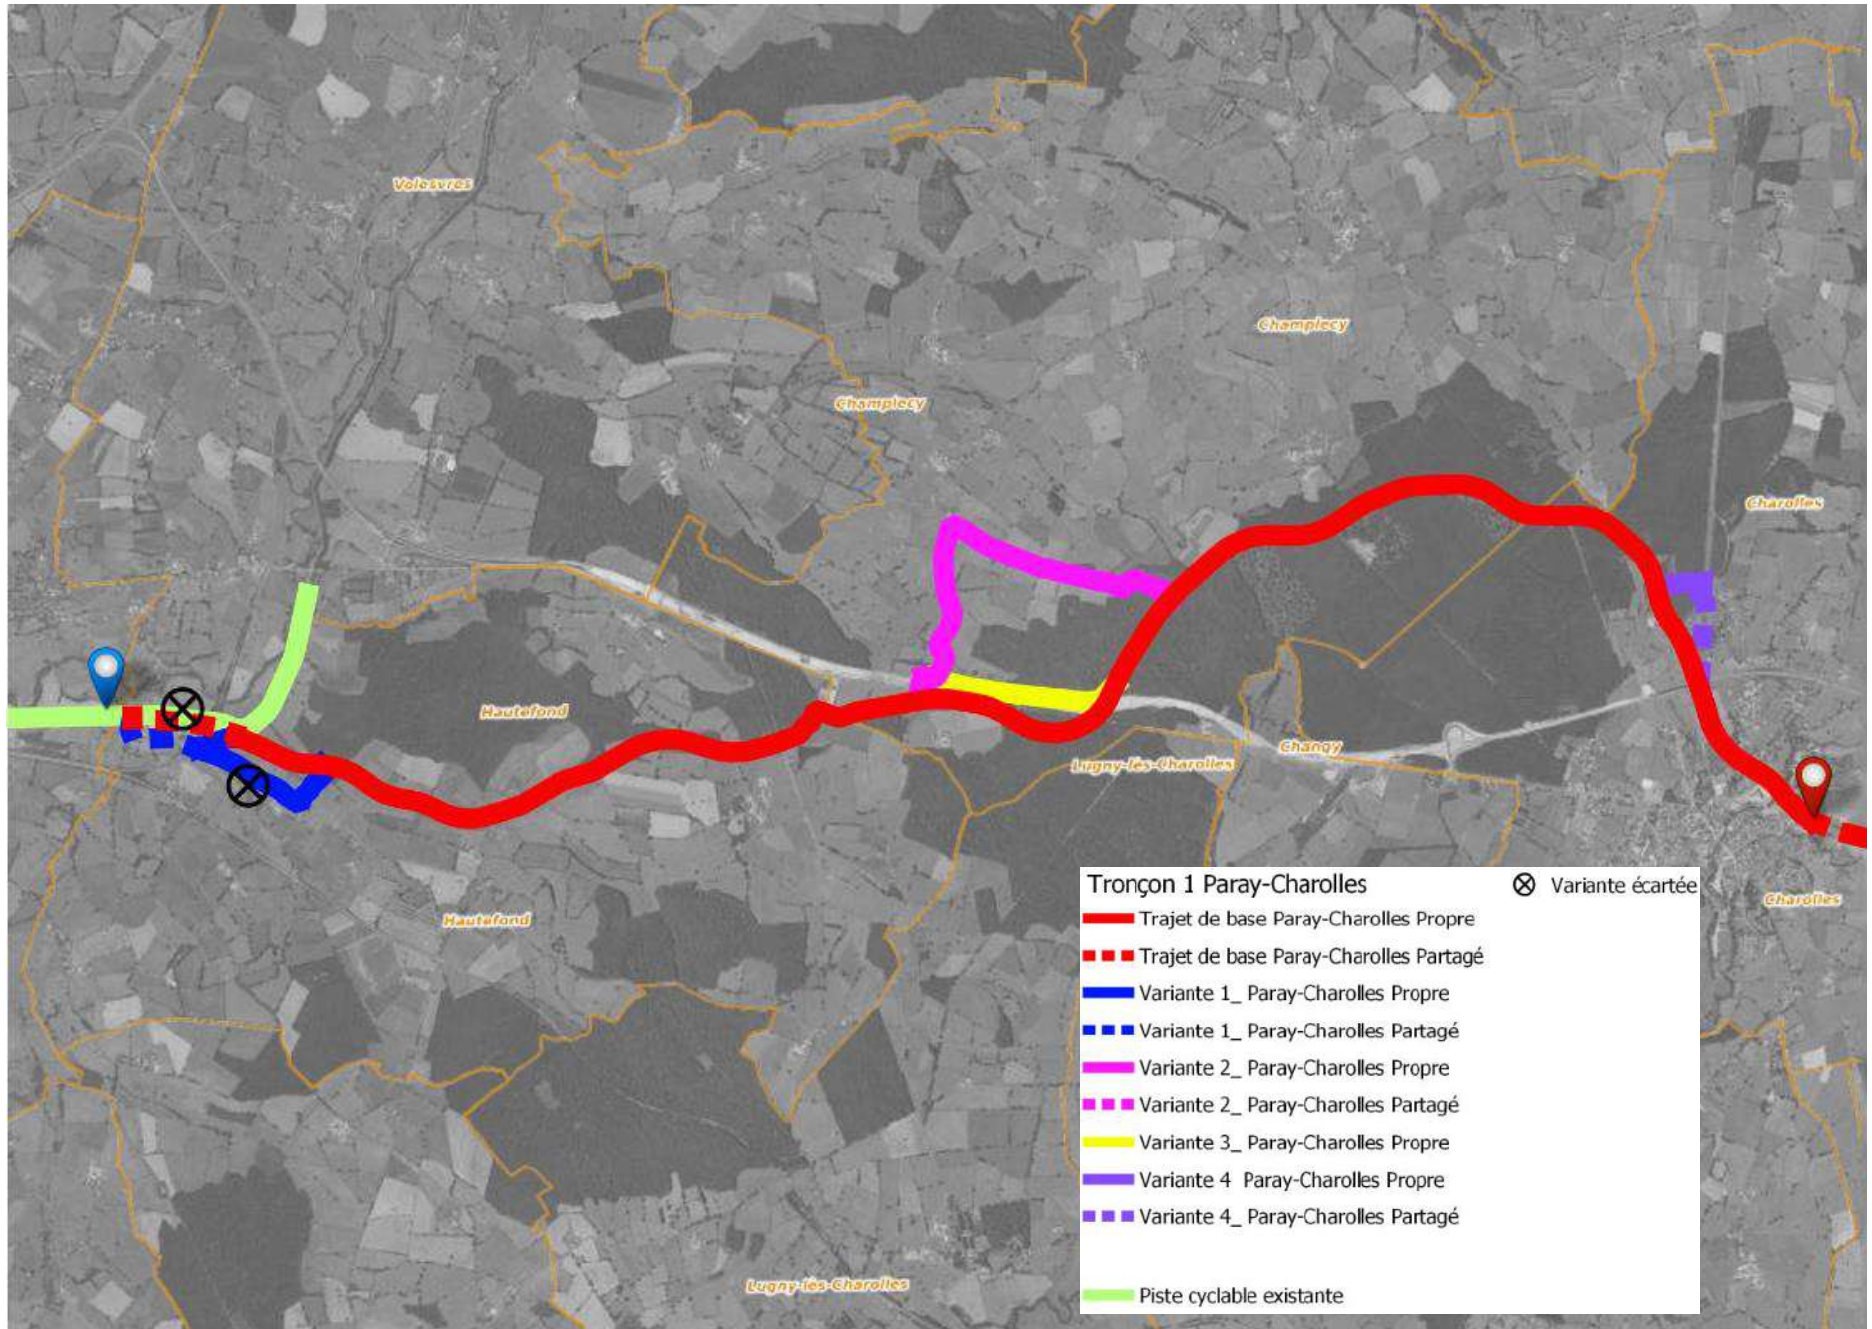 Volesvres
Champlecy
Champlecy
Charolles
Hautefond
Changy
Lugny-lès-Charolles
Hautefond
Charolles
Lugny-lès-Charolles
Tronçon 1 Paray-Charolles
Variante écartée
Trajet de base Paray-Charolles Propre
Trajet de base Paray-Charolles Partagé
Variante 1_ Paray-Charolles Propre
Variante 1_ Paray-Charolles Partagé
Variante 2_ Paray-Charolles Propre
Variante 2_ Paray-Charolles Partagé
Variante 3_ Paray-Charolles Propre
Variante 4 Paray-Charolles Propre
Variante 4_ Paray-Charolles Partagé
Piste cyclable existante